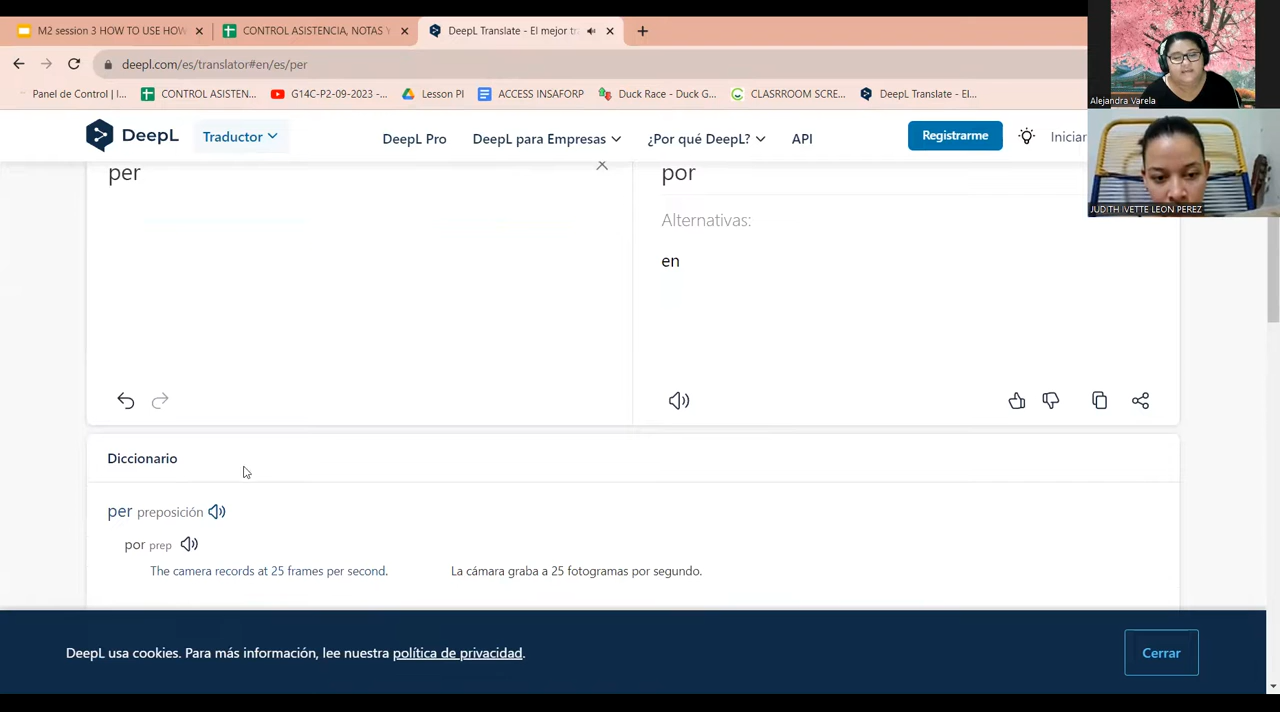 M2 session 3 HOW TO USE HOW
CONTROL ASISTENCIA, NOTAS Y
DeepL Translate - El mejor tr
deepl.com/es/translator#en/es/per
Panel de Control | I...
CONTROL ASISTEN...
G14C-P2-09-2023 -...
Lesson Pl
ACCESS INSAFORP
Duck Race - Duck G...
CLASRROOM SCRE...
DeepL Translate - El...
Alejandra Varela
DeepL
Traductor
DeepL Pro
DeepL para Empresas
¿Por qué DeepL?
API
Registrarme
Iniciar
JUDITH IVETTE LEON PEREZ
per
por
Alternativas:
en
Diccionario
per preposición
por prep
The camera records at 25 frames per second.
La cámara graba a 25 fotogramas por segundo.
DeepL usa cookies. Para más información, lee nuestra política de privacidad.
Cerrar